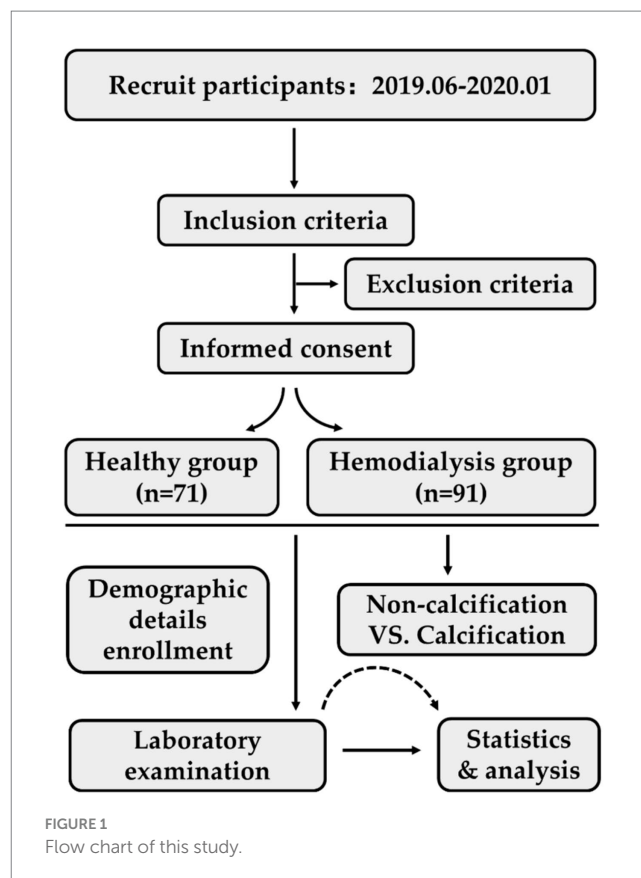 Recruit participants： 2019.06-2020.01
Inclusion criteria
Exclusion criteria
Informed consent
Healthy group
(n=71)
Hemodialysis group
(n=91)
Demographic
details
enrollment
Non-calcification
VS. Calcification
Laboratory
examination
Statistics
& analysis
FIGURE 1
Flow chart of this study.